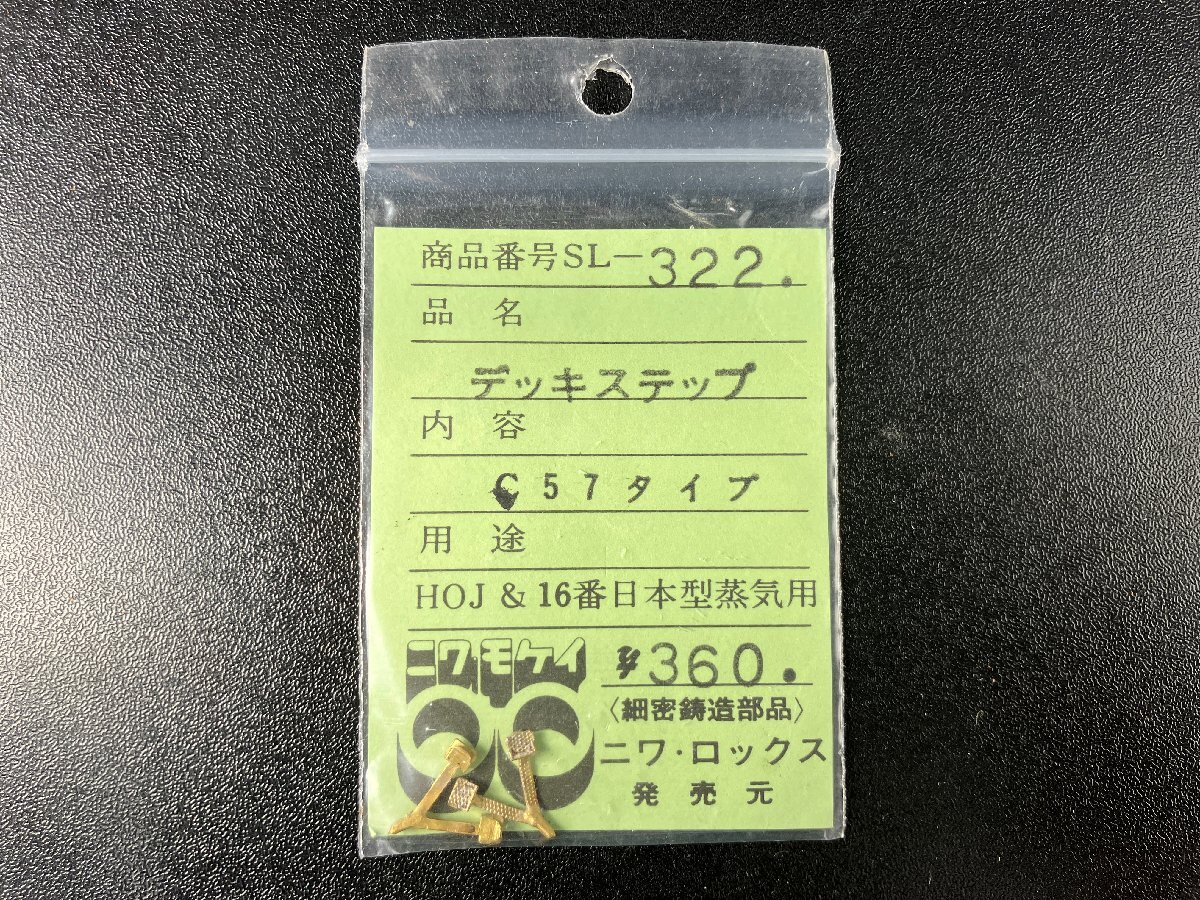 商品番号SL-322.
品名
デッキステップ
内容
C57タイプ
用途
HOJ & 16番日本型蒸気用
ニワモケイ
360.
〈細密鋳造部品〉
ニワ・ロックス
発売元